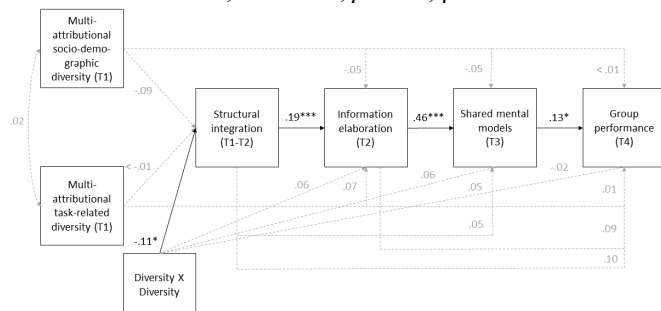 Multi-
attributional
socio-demo-
graphic
diversity (T1)
-.05
-.05
< .01
-.09
.02
Structural
integration
(T1-T2)
.19***
Information
elaboration
(T2)
.46***
Shared mental
models
(T3)
.13*
Group
performance
(T4)
< -.01
Multi-
attributional
task-related
diversity (T1)
.06
.07
.06
.05
-.02
.01
.05
.09
-.11*
.10
Diversity X
Diversity